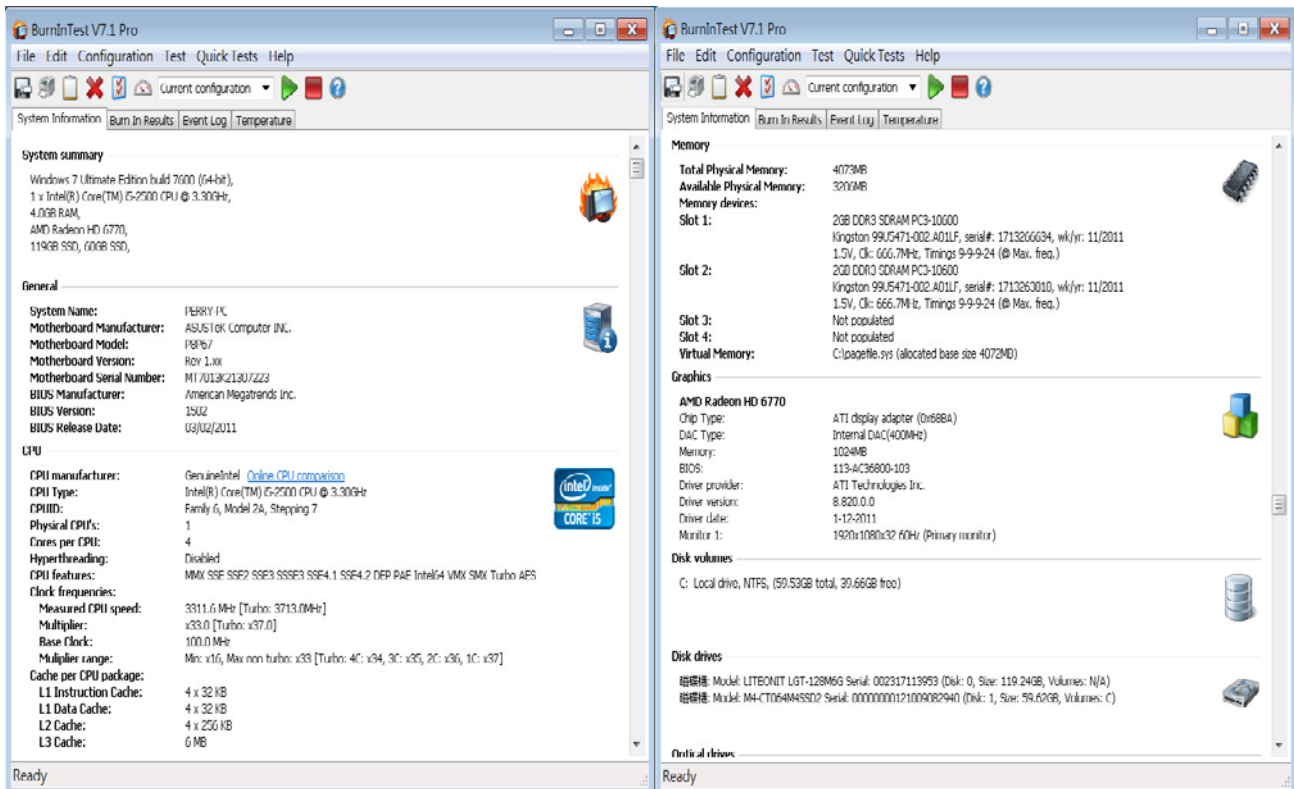 BurnInTest V7.1 Pro
File Edit Configuration Test Quick Tests Help
Current configuration
System Information Burn In Results Event Log Temperature
System summary
Windows 7 Ultimate Edition build 7600 (64-bit),
1 x Intel(R) Core(TM) i5-2500 CPU @ 3.30GHz,
4.0GB RAM,
AMD Radeon HD 6770,
119GB SSD, 60GB SSD,
General
System Name: PERRY-PC
Motherboard Manufacturer: ASUSTeK Computer INC.
Motherboard Model: P8P67
Motherboard Version: Rev 1.xx
Motherboard Serial Number: MT7013K21307223
BIOS Manufacturer: American Megatrends Inc.
BIOS Version: 1502
BIOS Release Date: 03/02/2011
CPU
CPU manufacturer: GenuineIntel Online CPU comparison
CPU Type: Intel(R) Core(TM) i5-2500 CPU @ 3.30GHz
CPUID: Family 6, Model 2A, Stepping 7
Physical CPU's: 1
Cores per CPU: 4
Hyperthreading: Disabled
CPU features: MMX SSE SSE2 SSE3 SSSE3 SSE4.1 SSE4.2 DEP PAE Intel64 VMX SMX Turbo AES
Clock frequencies:
Measured CPU speed: 3311.6 MHz [Turbo: 3713.0MHz]
Multiplier: x33.0 [Turbo: x37.0]
Base Clock: 100.0 MHz
Muliplier range: Min: x16, Max non turbo: x33 [Turbo: 4C: x34, 3C: x35, 2C: x36, 1C: x37]
Cache per CPU package:
L1 Instruction Cache: 4 x 32 KB
L1 Data Cache: 4 x 32 KB
L2 Cache: 4 x 256 KB
L3 Cache: 6 MB
intel inside
CORE i5
Ready
BurnInTest V7.1 Pro
File Edit Configuration Test Quick Tests Help
Current configuration
System Information Burn In Results Event Log Temperature
Memory
Total Physical Memory: 4073MB
Available Physical Memory: 3206MB
Memory devices:
Slot 1: 2GB DDR3 SDRAM PC3-10600
Kingston 99U5471-002.A01LF, serial#: 1713266634, wk/yr: 11/2011
1.5V, Clk: 666.7MHz, Timings 9-9-9-24 (@ Max. freq.)
Slot 2: 2GB DDR3 SDRAM PC3-10600
Kingston 99U5471-002.A01LF, serial#: 1713263010, wk/yr: 11/2011
1.5V, Clk: 666.7MHz, Timings 9-9-9-24 (@ Max. freq.)
Slot 3: Not populated
Slot 4: Not populated
Virtual Memory: C:\pagefile.sys (allocated base size 4072MB)
Graphics
AMD Radeon HD 6770
Chip Type: ATI display adapter (0x68BA)
DAC Type: Internal DAC(400MHz)
Memory: 1024MB
BIOS: 113-AC36800-103
Driver provider: ATI Technologies Inc.
Driver version: 8.820.0.0
Driver date: 1-12-2011
Monitor 1: 1920x1080x32 60Hz (Primary monitor)
Disk volumes
C: Local drive, NTFS, (59.53GB total, 39.66GB free)
Disk drives
磁碟機: Model: LITEONIT LGT-128M6G Serial: 002317113953 (Disk: 0, Size: 119.24GB, Volumes: N/A)
磁碟機: Model: M4-CT064M4SSD2 Serial: 00000000121009082940 (Disk: 1, Size: 59.62GB, Volumes: C)
Optical drives
Ready